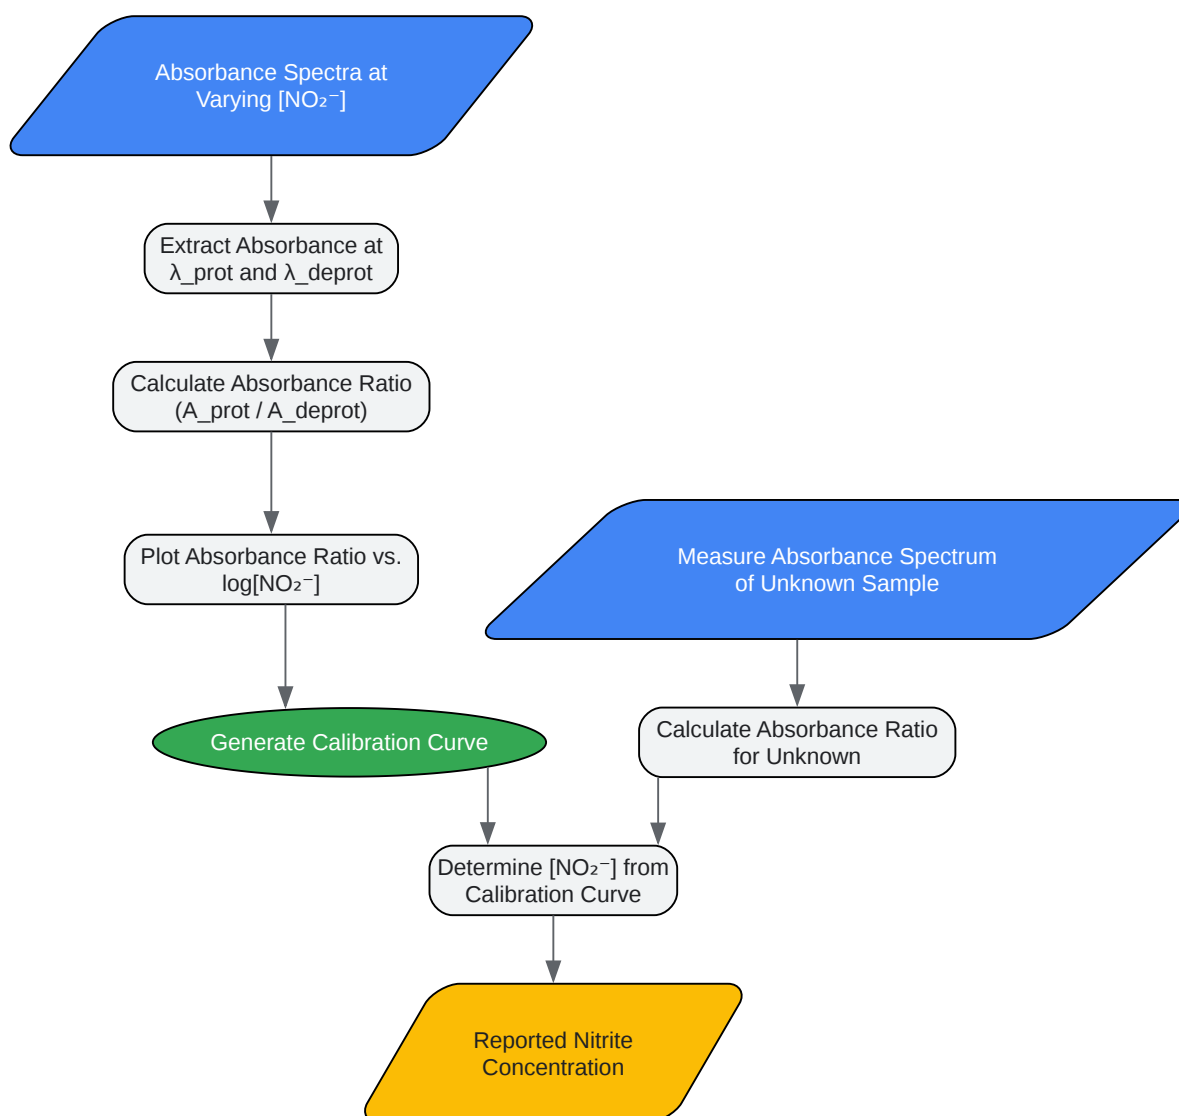 Absorbance Spectra at
Varying [NO₂⁻]
Extract Absorbance at
λ_prot and λ_deprot
Calculate Absorbance Ratio
(A_prot / A_deprot)
Plot Absorbance Ratio vs.
log[NO₂⁻]
Measure Absorbance Spectrum
of Unknown Sample
Generate Calibration Curve
Calculate Absorbance Ratio
for Unknown
Determine [NO₂⁻] from
Calibration Curve
Reported Nitrite
Concentration